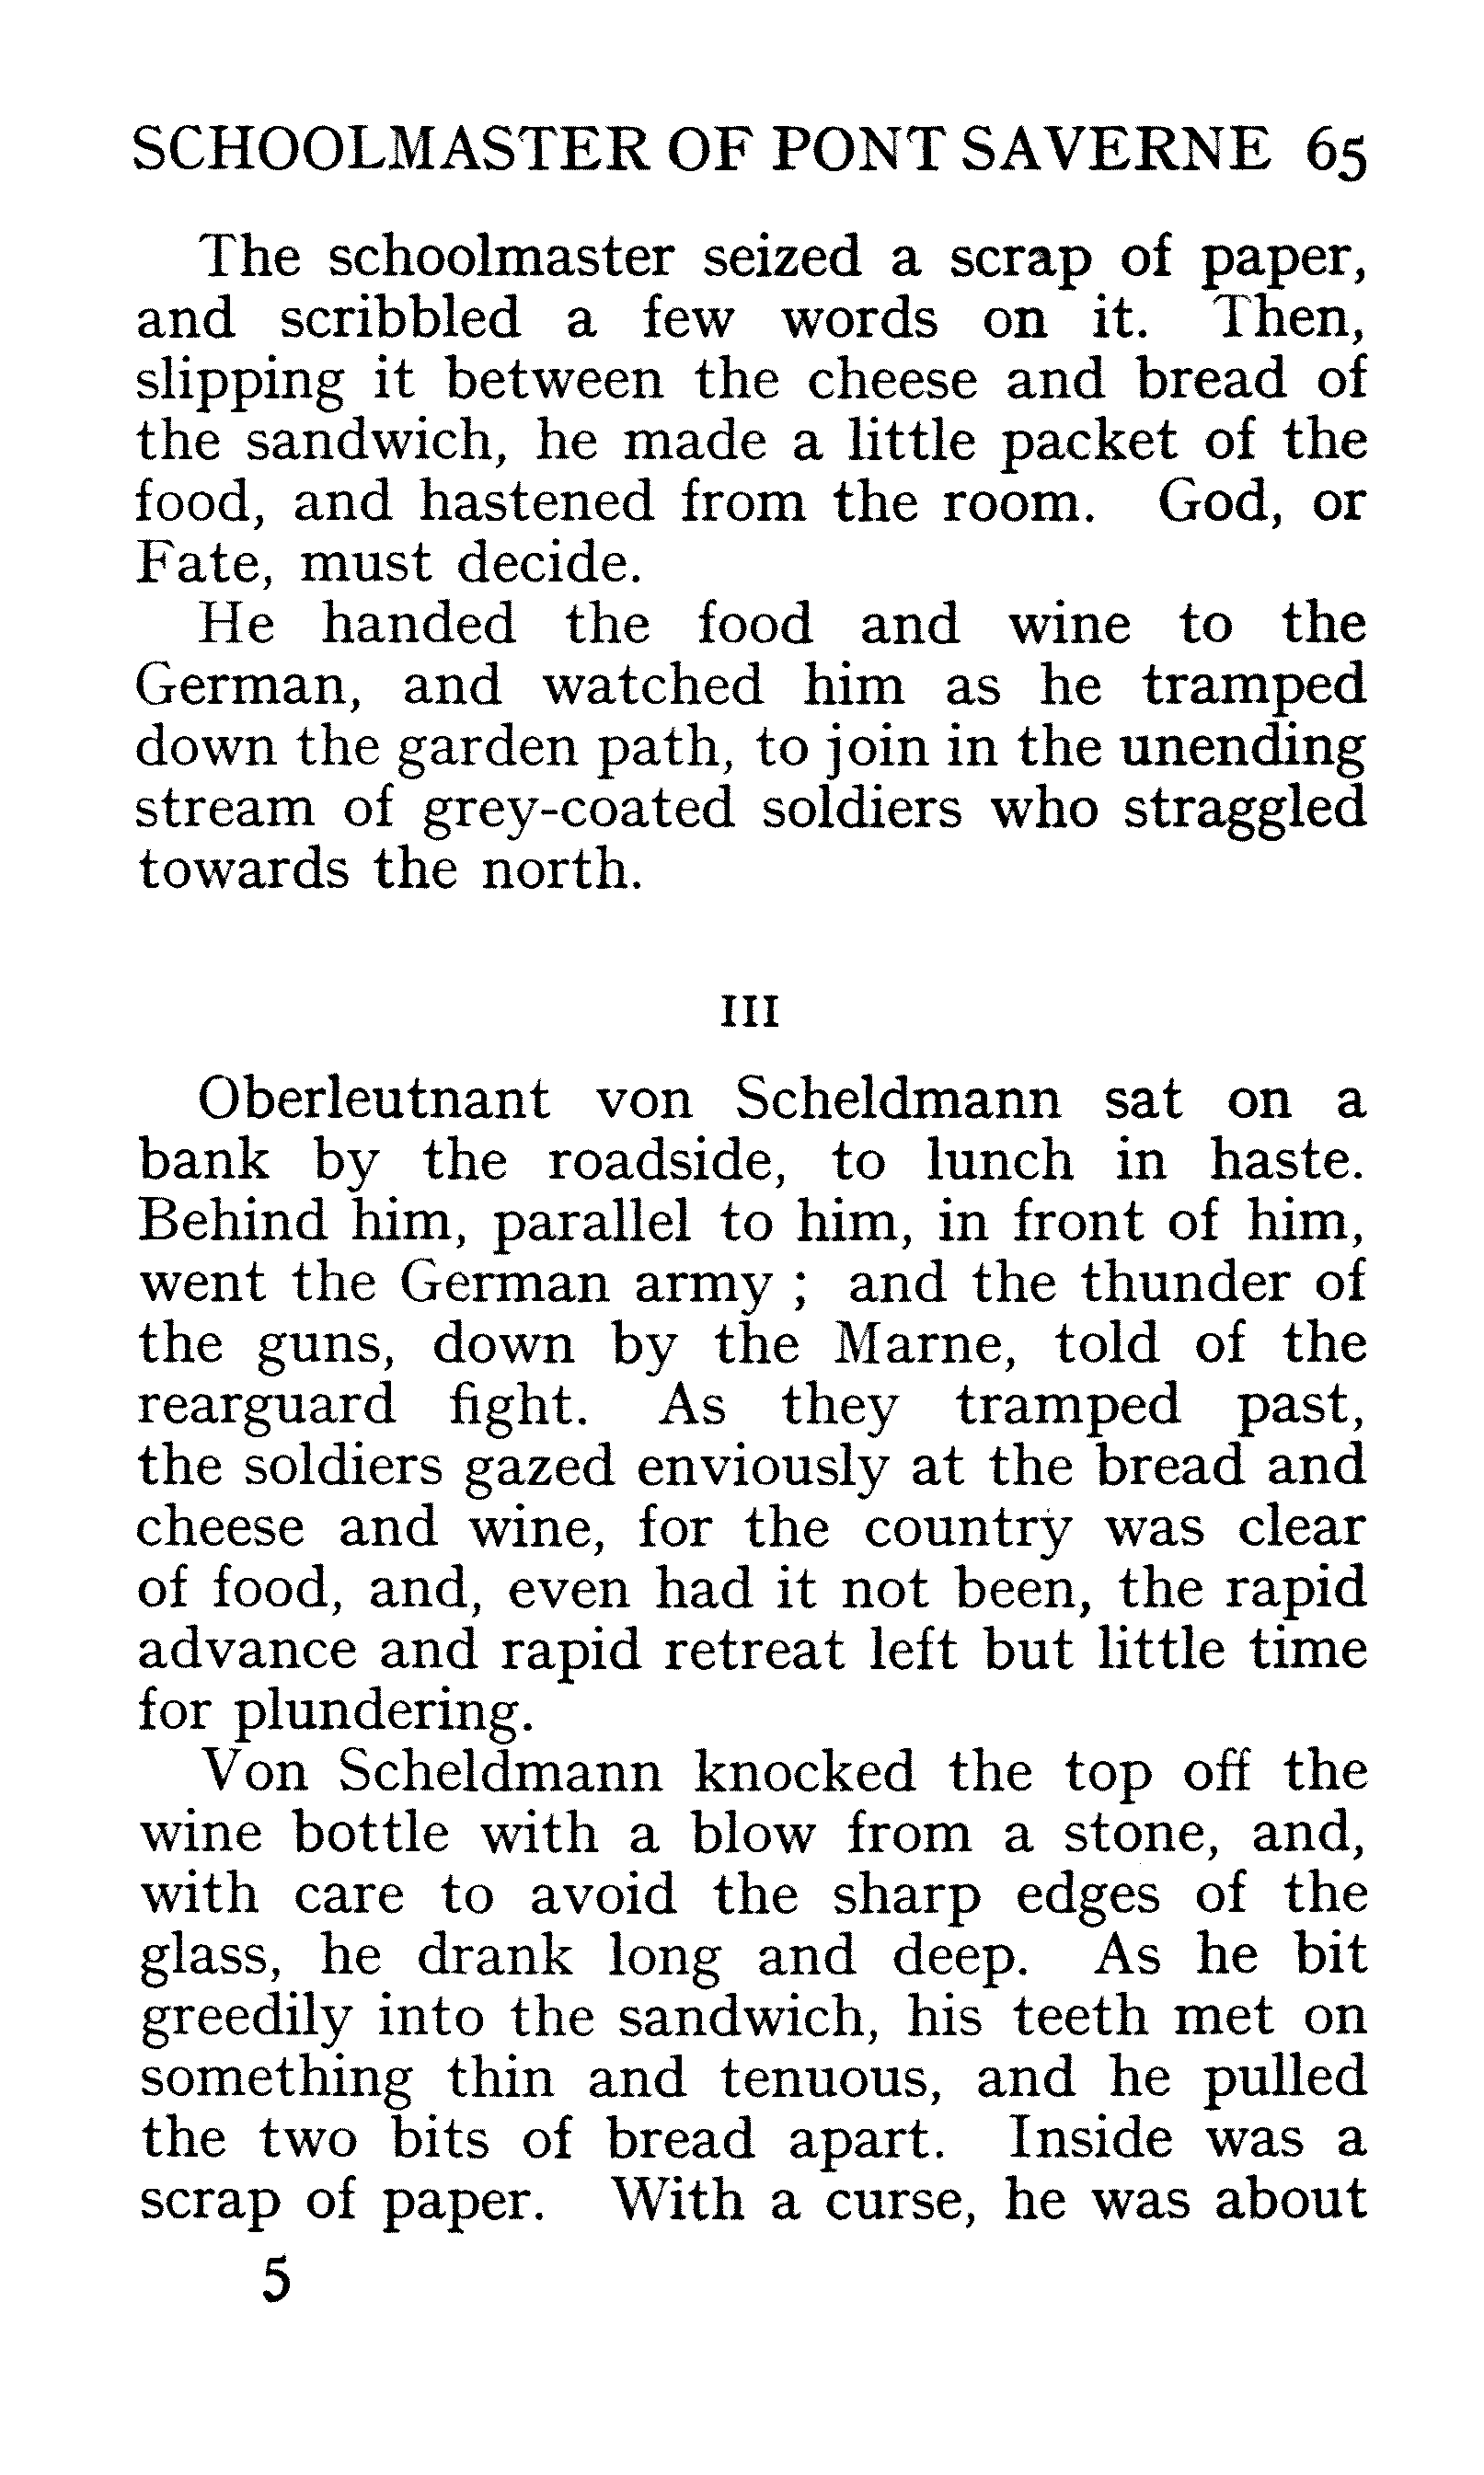 SCHOOLMASTER OF PONT SAVERNE 65
The schoolmaster seized a scrap of paper,
and scribbled a few words on it. Then,
slipping it between the cheese and bread of
the sandwich, he made a little packet of the
food, and hastened from the room. God, or
Fate, must decide.
He handed the food and wine to the
German, and watched him as he tramped
down the garden path, to join in the unending
stream of grey-coated soldiers who straggled
towards the north.
III
Oberleutnant von Scheldmann sat on a
bank by the roadside, to lunch in haste.
Behind him, parallel to him, in front of him,
went the German army ; and the thunder of
the guns, down by the Marne, told of the
rearguard fight. As they tramped past,
the soldiers gazed enviously at the bread and
cheese and wine, for the country was clear
of food, and, even had it not been, the rapid
advance and rapid retreat left but little time
for plundering.
Von Scheldmann knocked the top off the
wine bottle with a blow from a stone, and,
with care to avoid the sharp edges of the
glass, he drank long and deep. As he bit
greedily into the sandwich, his teeth met on
something thin and tenuous, and he pulled
the two bits of bread apart. Inside was a
scrap of paper. With a curse, he was about
5